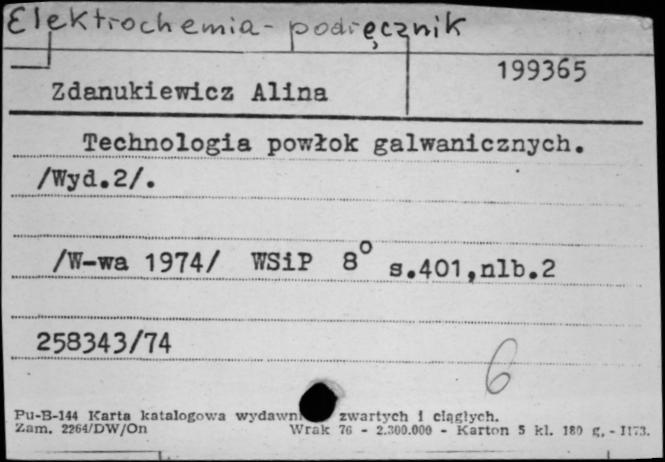 Elektrochemia - podręcznik
199365
Zdanukiewicz Alina
Technologia powłok galwanicznych.
/Wyd.2/.
/W-wa 1974/ WSiP 8° s.401,nlb.2
258343/74
6
Pu-B-144 Karta katalogowa wydawn zwartych i ciągłych.
Zam. 2264/DW/On Wrak 76 - 2.300.000 - Karton 5 kl. 180 g. - 1173.